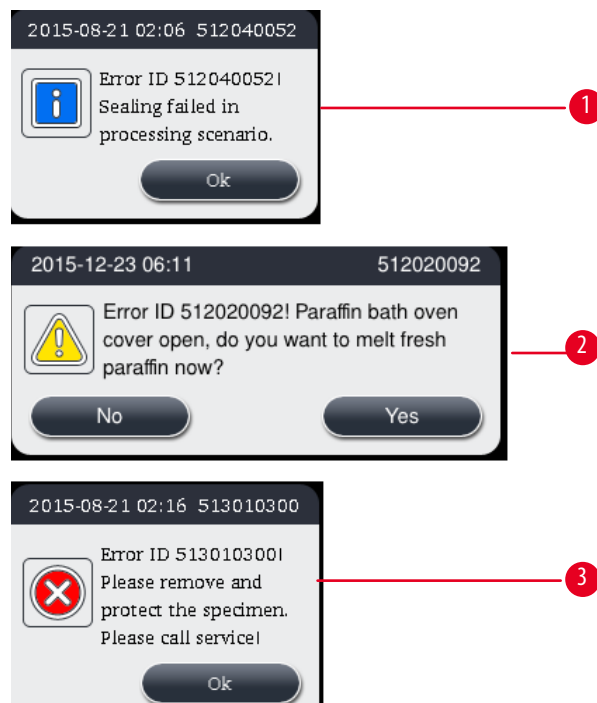 2015-08-21 02:06 512040052
Error ID 512040052!
Sealing failed in
processing scenario.
Ok
1
2015-12-23 06:11 512020092
Error ID 512020092! Paraffin bath oven
cover open, do you want to melt fresh
paraffin now?
No Yes
2
2015-08-21 02:16 513010300
Error ID 513010300!
Please remove and
protect the specimen.
Please call service!
Ok
3